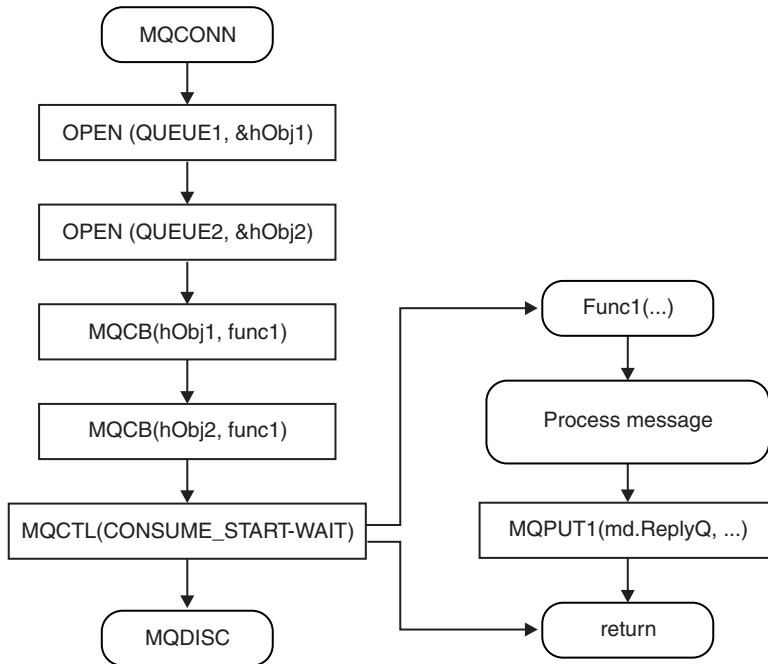 MQCONN
OPEN (QUEUE1, &hObj1)
OPEN (QUEUE2, &hObj2)
MQCB(hObj1, func1)
MQCB(hObj2, func1)
MQCTL(CONSUME_START-WAIT)
MQDISC
Func1(...)
Process message
MQPUT1(md.ReplyQ, ...)
return